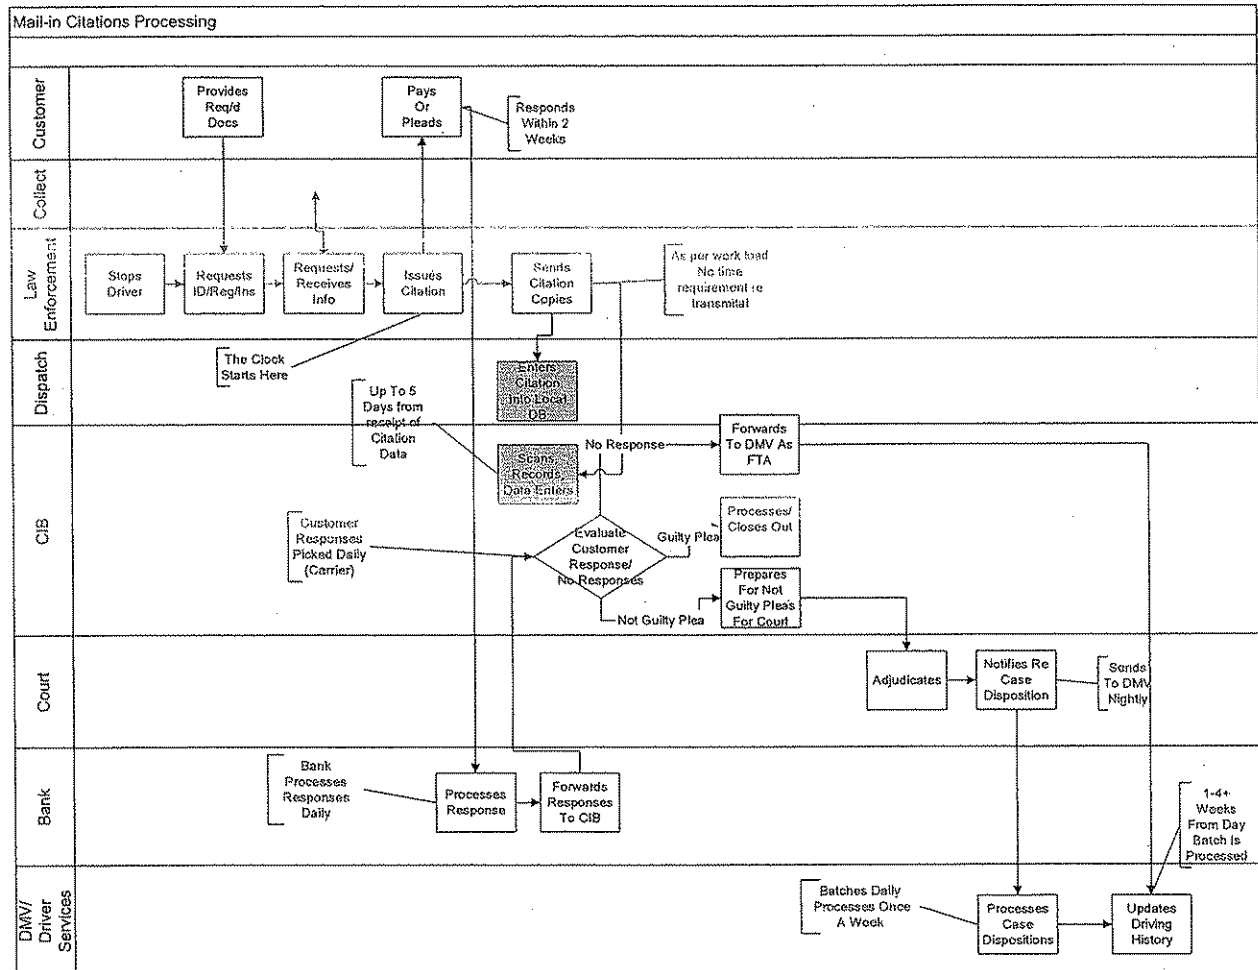 Mail-in Citations Processing
Customer
Provides
Req/d
Docs
Pays
Or
Pleads
Responds
Within 2
Weeks
Collect
Law
Enforcement
Stops
Driver
Requests
ID/Reg/Ins
Requests/
Receives
Info
Issues
Citation
Sends
Citation
Copies
As per work load
No time
requirement re
transmittal
The Clock
Starts Here
Dispatch
Enters
Citation
into Local
DB
Up To 5
Days from
receipt of
Citation
Data
CIB
Scans,
Records,
Data Enters
No Response
Forwards
To DMV As
FTA
Customer
Responses
Picked Daily
(Carrier)
Evaluate
Customer
Response/
No Responses
Guilty Plea
Processes/
Closes Out
Not Guilty Plea
Prepares
For Not
Guilty Pleas
For Court
Court
Adjudicates
Notifies Re
Case
Disposition
Sends
To DMV
Nightly
Bank
Bank
Processes
Responses
Daily
Processes
Response
Forwards
Responses
To CIB
1-4+
Weeks
From Day
Batch is
Processed
DMV/
Driver
Services
Batches Daily
Processes Once
A Week
Processes
Case
Dispositions
Updates
Driving
History